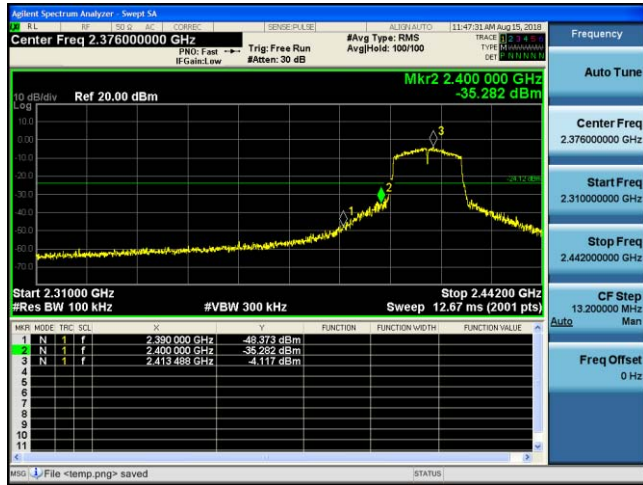 Agilent Spectrum Analyzer - Swept SA
RL RF 50 Ω AC CORREC SENSE:PULSE ALIGN AUTO 11:47:31 AM Aug 15, 2018
Center Freq 2.376000000 GHz
PNO: Fast
IFGain:Low
Trig: Free Run
#Atten: 30 dB
#Avg Type: RMS
Avg|Hold: 100/100
TRACE 1 2 3 4 5 6
TYPE
DET P N N N N N
Frequency
Auto Tune
Center Freq
2.376000000 GHz
Start Freq
2.310000000 GHz
Stop Freq
2.442000000 GHz
CF Step
13.200000 MHz
Auto Man
Freq Offset
0 Hz
Mkr2 2.400 000 GHz
-35.282 dBm
10 dB/div Ref 20.00 dBm
Log
10.0
0.00
-10.0
-20.0
-30.0
-40.0
-50.0
-60.0
-70.0
-24.12 dBm
1
2
3
Start 2.31000 GHz
Stop 2.44200 GHz
#Res BW 100 kHz
#VBW 300 kHz
Sweep 12.67 ms (2001 pts)
MKR MODE TRC SCL X Y FUNCTION FUNCTION WIDTH FUNCTION VALUE
1 N 1 f 2.390 000 GHz -48.373 dBm
2 N 1 f 2.400 000 GHz -35.282 dBm
3 N 1 f 2.413 488 GHz -4.117 dBm
4
5
6
7
8
9
10
11
MSG File <temp.png> saved
STATUS